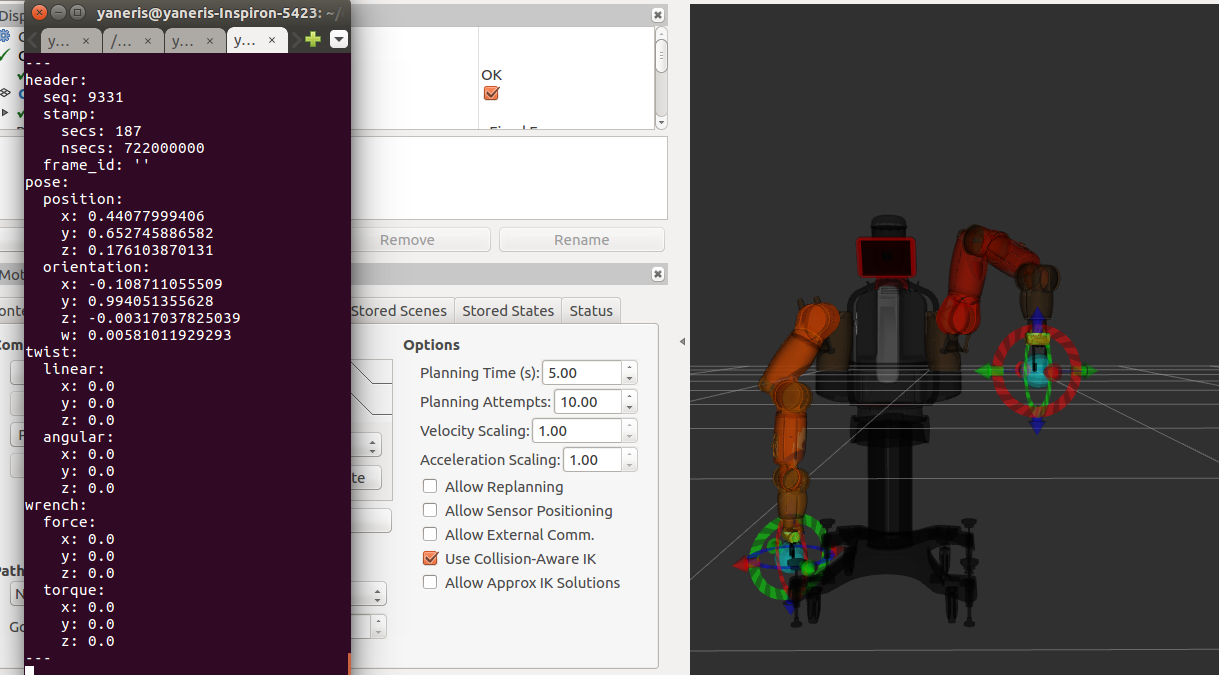 yaneris@yaneris-Inspiron-5423: ~/
y...
/...
y...
y...
---
header:
seq: 9331
stamp:
secs: 187
nsecs: 722000000
frame_id: ''
pose:
position:
x: 0.44077999406
y: 0.652745886582
z: 0.176103870131
orientation:
x: -0.108711055509
y: 0.994051355628
z: -0.00317037825039
w: 0.00581011929293
twist:
linear:
x: 0.0
y: 0.0
z: 0.0
angular:
x: 0.0
y: 0.0
z: 0.0
wrench:
force:
x: 0.0
y: 0.0
z: 0.0
torque:
x: 0.0
y: 0.0
z: 0.0
---
Disp
OK
Remove
Rename
Mot
Stored Scenes
Stored States
Status
Com
Options
Planning Time (s): 5.00
Planning Attempts: 10.00
Velocity Scaling: 1.00
Acceleration Scaling: 1.00
te
Allow Replanning
Allow Sensor Positioning
Allow External Comm.
Use Collision-Aware IK
Allow Approx IK Solutions
Path
Go